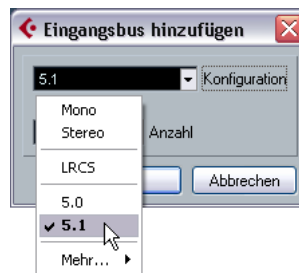 Eingangsbus hinzufügen
5.1 Konfiguration
Mono
Stereo
Anzahl
LRCS
5.0
Abbrechen
5.1
Mehr...